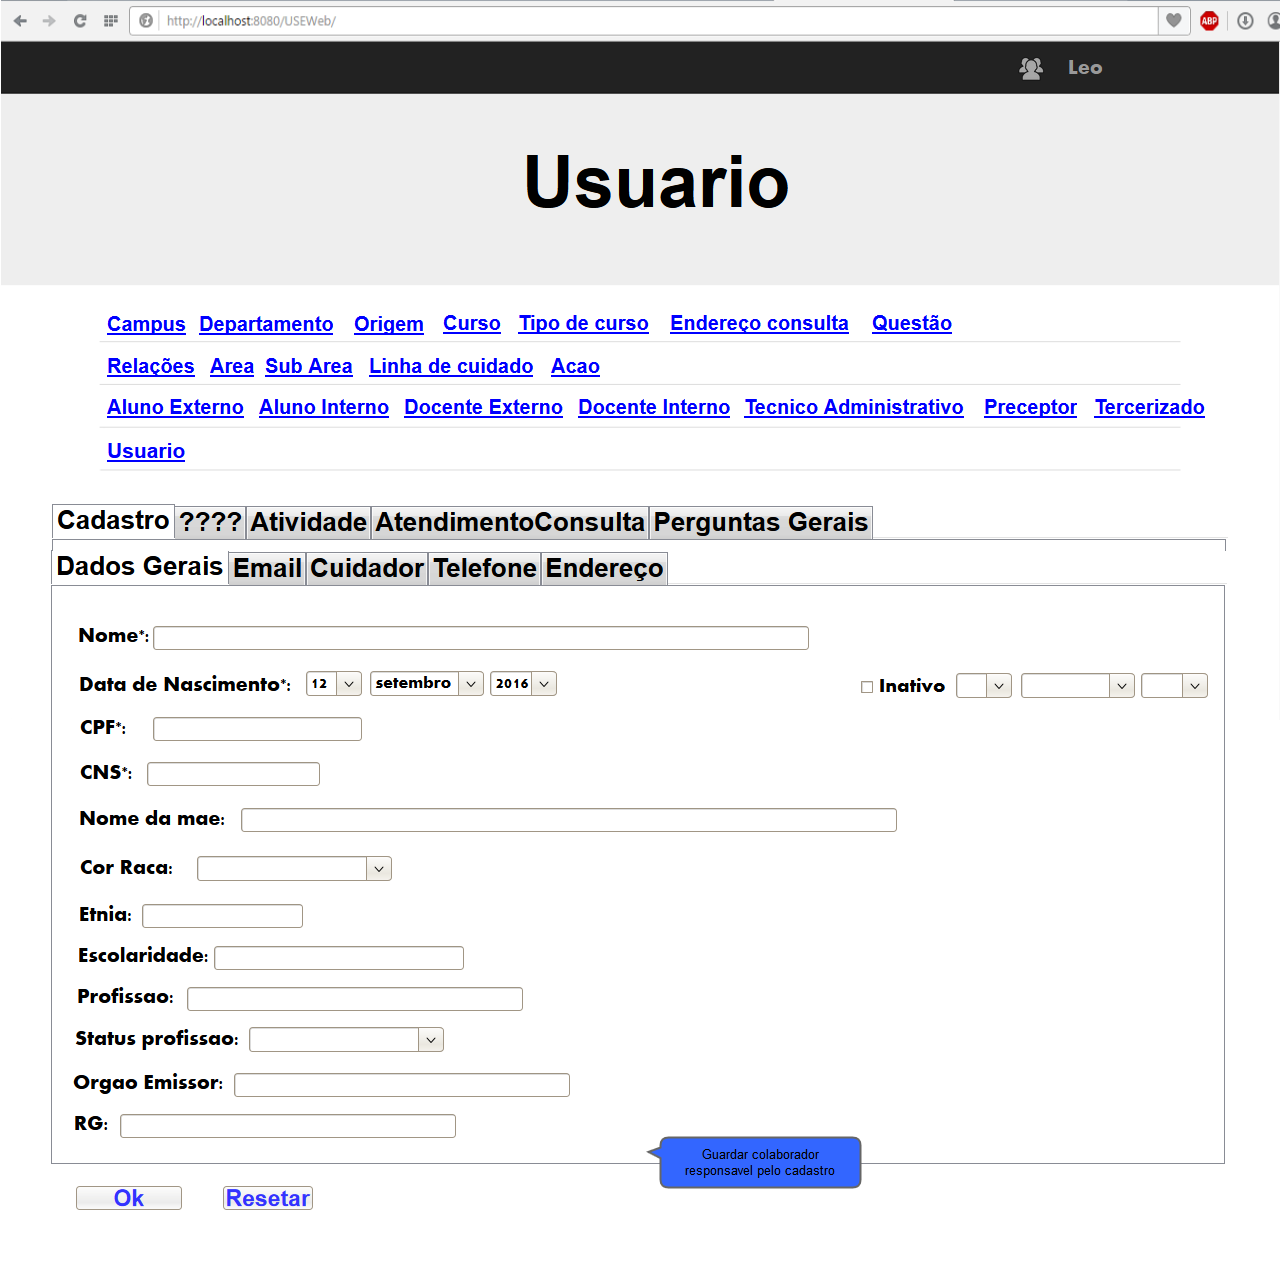 http://localhost:8080/USEWeb/
ABP
Leo
Usuario
Campus Departamento Origem Curso Tipo de curso Endereço consulta Questão
Relações Area Sub Area Linha de cuidado Acao
Aluno Externo Aluno Interno Docente Externo Docente Interno Tecnico Administrativo Preceptor Tercerizado
Usuario
Cadastro ???? Atividade AtendimentoConsulta Perguntas Gerais
Dados Gerais Email Cuidador Telefone Endereço
Nome*:
Data de Nascimento*: 12 setembro 2016 Inativo
CPF*:
CNS*:
Nome da mae:
Cor Raca:
Etnia:
Escolaridade:
Profissao:
Status profissao:
Orgao Emissor:
RG:
Guardar colaborador
responsavel pelo cadastro
Ok Resetar